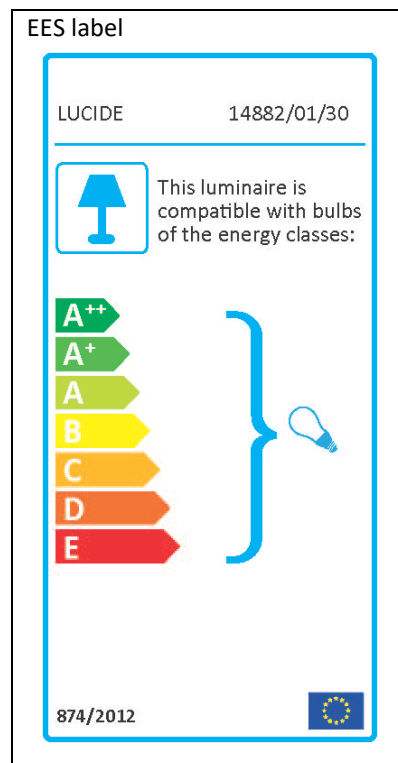 EES label
LUCIDE 14882/01/30
This luminaire is
compatible with bulbs
of the energy classes:
A++
A+
A
B
C
D
E
874/2012